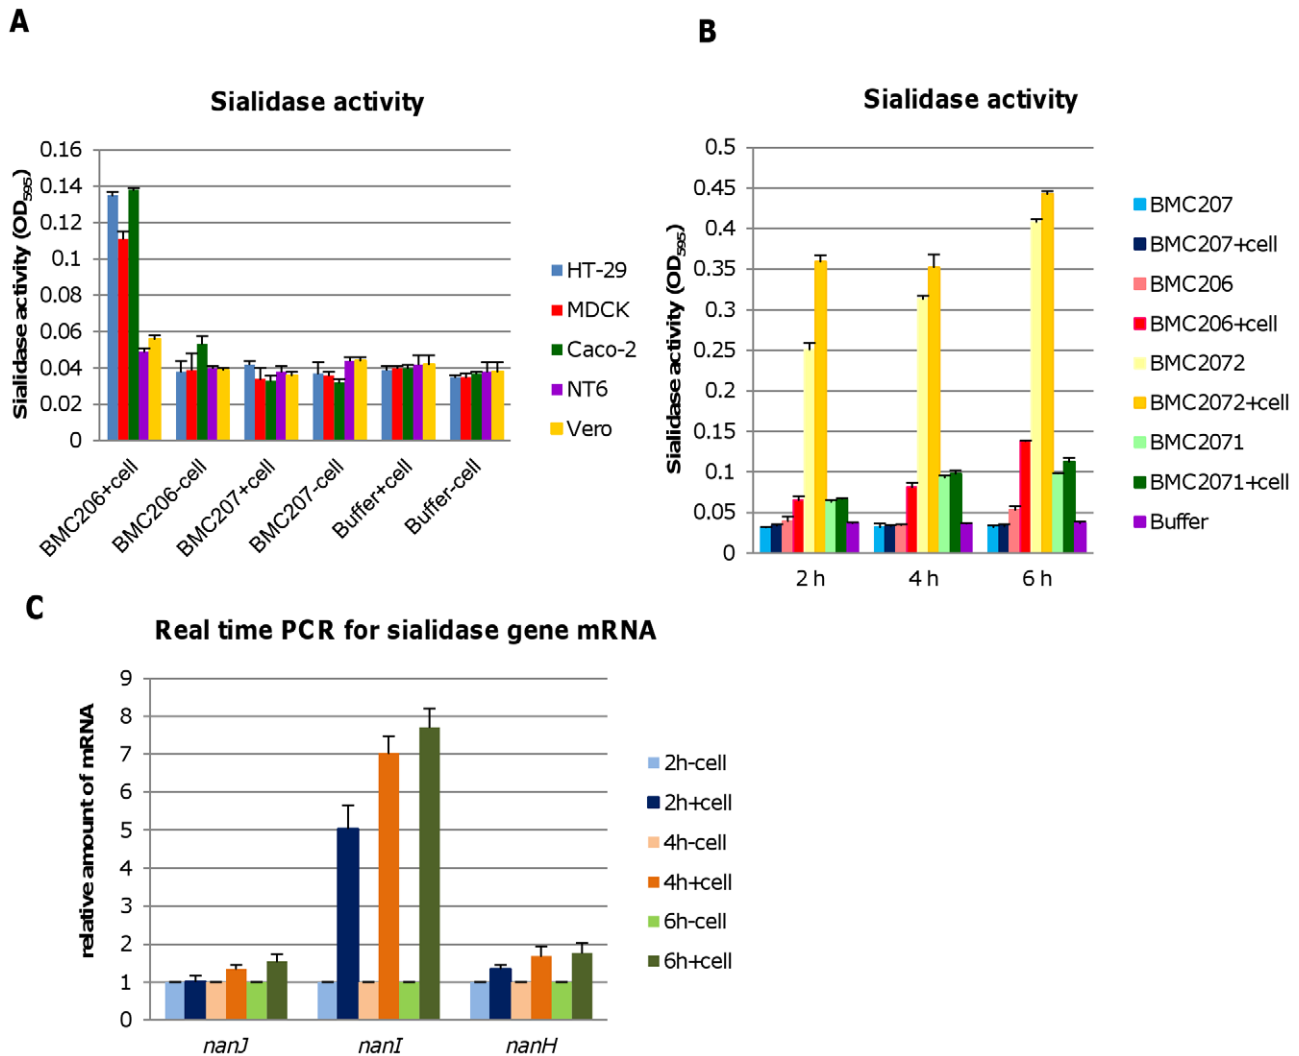 A
Sialidase activity
Sialidase activity (OD595)
0.16
0.14
0.12
0.1
0.08
0.06
0.04
0.02
0
BMC206+cell
BMC206-cell
BMC207+cell
BMC207-cell
Buffer+cell
Buffer-cell
HT-29
MDCK
Caco-2
NT6
Vero
B
Sialidase activity
Sialidase activity (OD595)
0.5
0.45
0.4
0.35
0.3
0.25
0.2
0.15
0.1
0.05
0
2 h
4 h
6 h
BMC207
BMC207+cell
BMC206
BMC206+cell
BMC2072
BMC2072+cell
BMC2071
BMC2071+cell
Buffer
C
Real time PCR for sialidase gene mRNA
relative amount of mRNA
9
8
7
6
5
4
3
2
1
0
nanJ
nanI
nanH
2h-cell
2h+cell
4h-cell
4h+cell
6h-cell
6h+cell